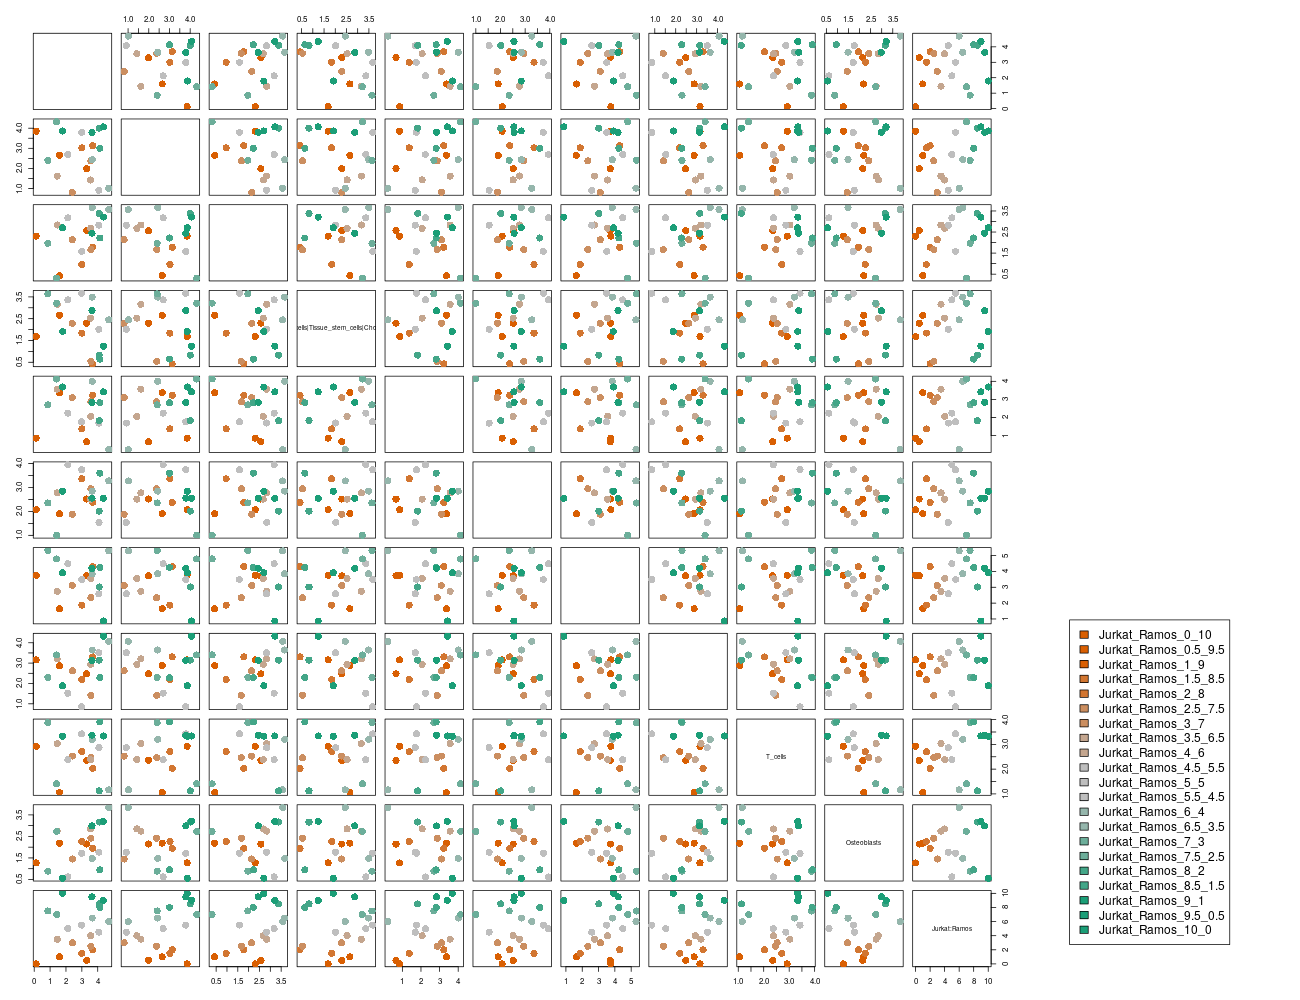 1.0 2.0 3.0 4.0
0.5 1.5 2.5 3.5
1.0 2.0 3.0 4.0
1.0 2.0 3.0 4.0
0.5 1.5 2.5 3.5
0 1 2 3 4
1.0 2.0 3.0 4.0
0.5 1.5 2.5 3.5
0.5 1.5 2.5 3.5
ells|Tissue_stem_cells|Cho
1 2 3 4
1.0 2.0 3.0 4.0
1 2 3 4 5
1.0 2.0 3.0 4.0
T_cells
1.0 2.0 3.0 4.0
Osteoblasts
0.5 1.5 2.5 3.5
Jurkat:Ramos
0 2 4 6 8 10
0 1 2 3 4
0.5 1.5 2.5 3.5
1 2 3 4
1 2 3 4 5
1.0 2.0 3.0 4.0
0 2 4 6 8 10
Jurkat_Ramos_0_10
Jurkat_Ramos_0.5_9.5
Jurkat_Ramos_1_9
Jurkat_Ramos_1.5_8.5
Jurkat_Ramos_2_8
Jurkat_Ramos_2.5_7.5
Jurkat_Ramos_3_7
Jurkat_Ramos_3.5_6.5
Jurkat_Ramos_4_6
Jurkat_Ramos_4.5_5.5
Jurkat_Ramos_5_5
Jurkat_Ramos_5.5_4.5
Jurkat_Ramos_6_4
Jurkat_Ramos_6.5_3.5
Jurkat_Ramos_7_3
Jurkat_Ramos_7.5_2.5
Jurkat_Ramos_8_2
Jurkat_Ramos_8.5_1.5
Jurkat_Ramos_9_1
Jurkat_Ramos_9.5_0.5
Jurkat_Ramos_10_0